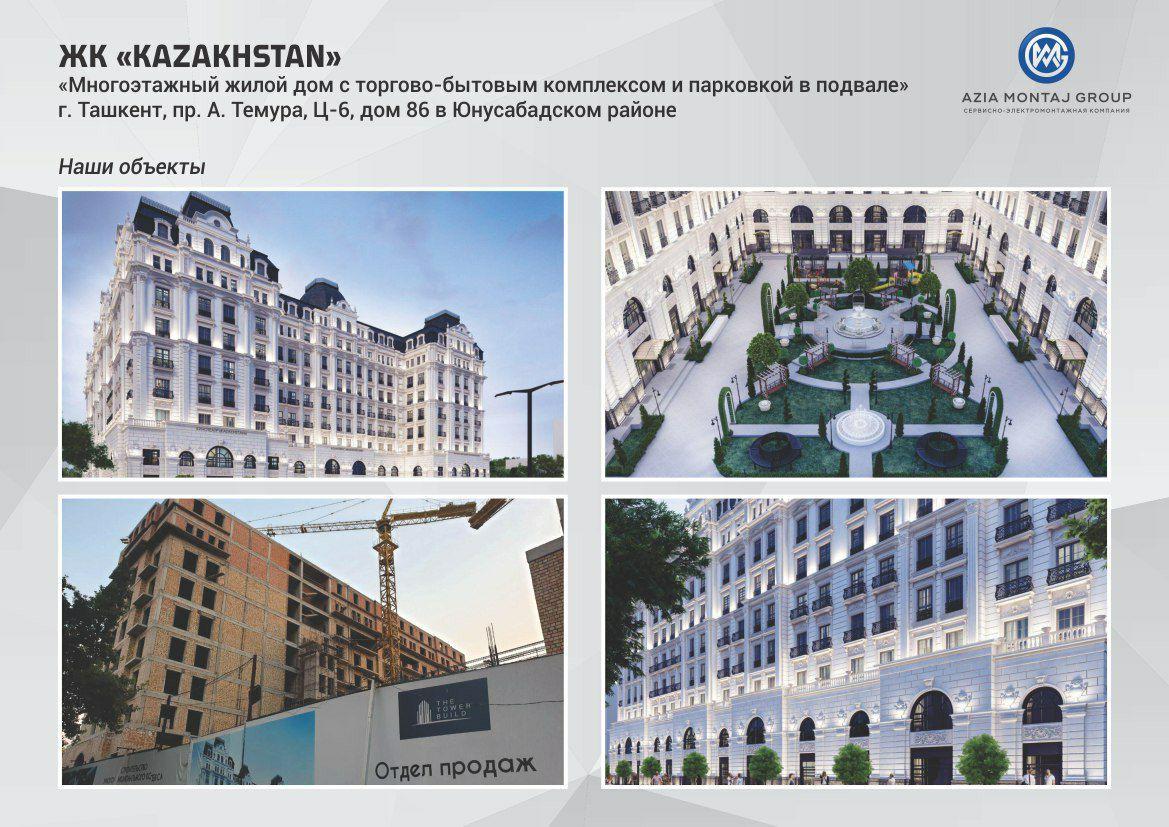 ЖК «KAZAKHSTAN»
«Многоэтажный жилой дом с торгово-бытовым комплексом и парковкой в подвале»
г. Ташкент, пр. А. Темура, Ц-6, дом 86 в Юнусабадском районе
AZIA MONTAJ GROUP
СЕРВИСНО-ЭЛЕКТРОМОНТАЖНАЯ КОМПАНИЯ
Наши объекты
THE
TOWER
BUILD
Отдел продаж
СТРОИТЕЛЬСТВО